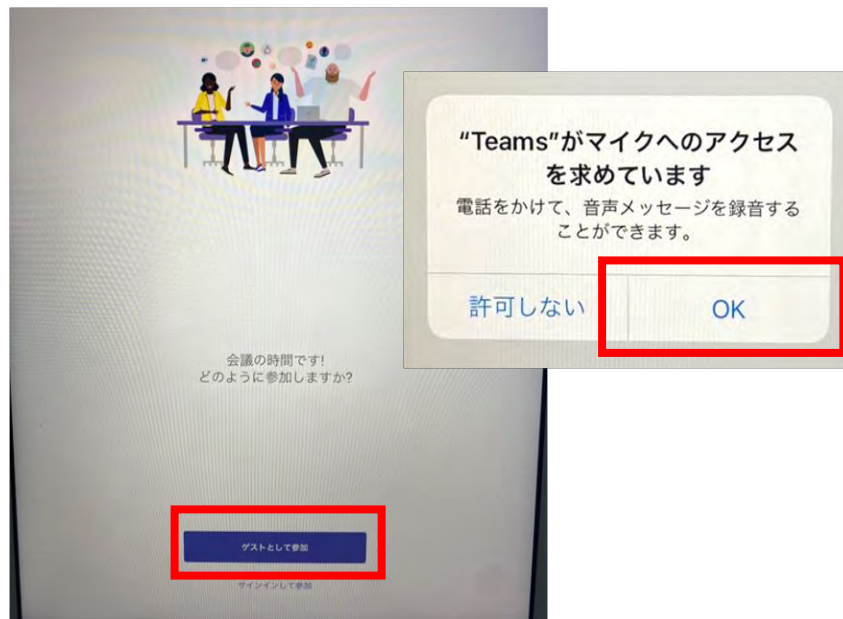 会議の時間です!
どのように参加しますか?
ゲストとして参加
サインインして参加
“Teams”がマイクへのアクセス
を求めています
電話をかけて、音声メッセージを録音する
ことができます。
許可しない
OK